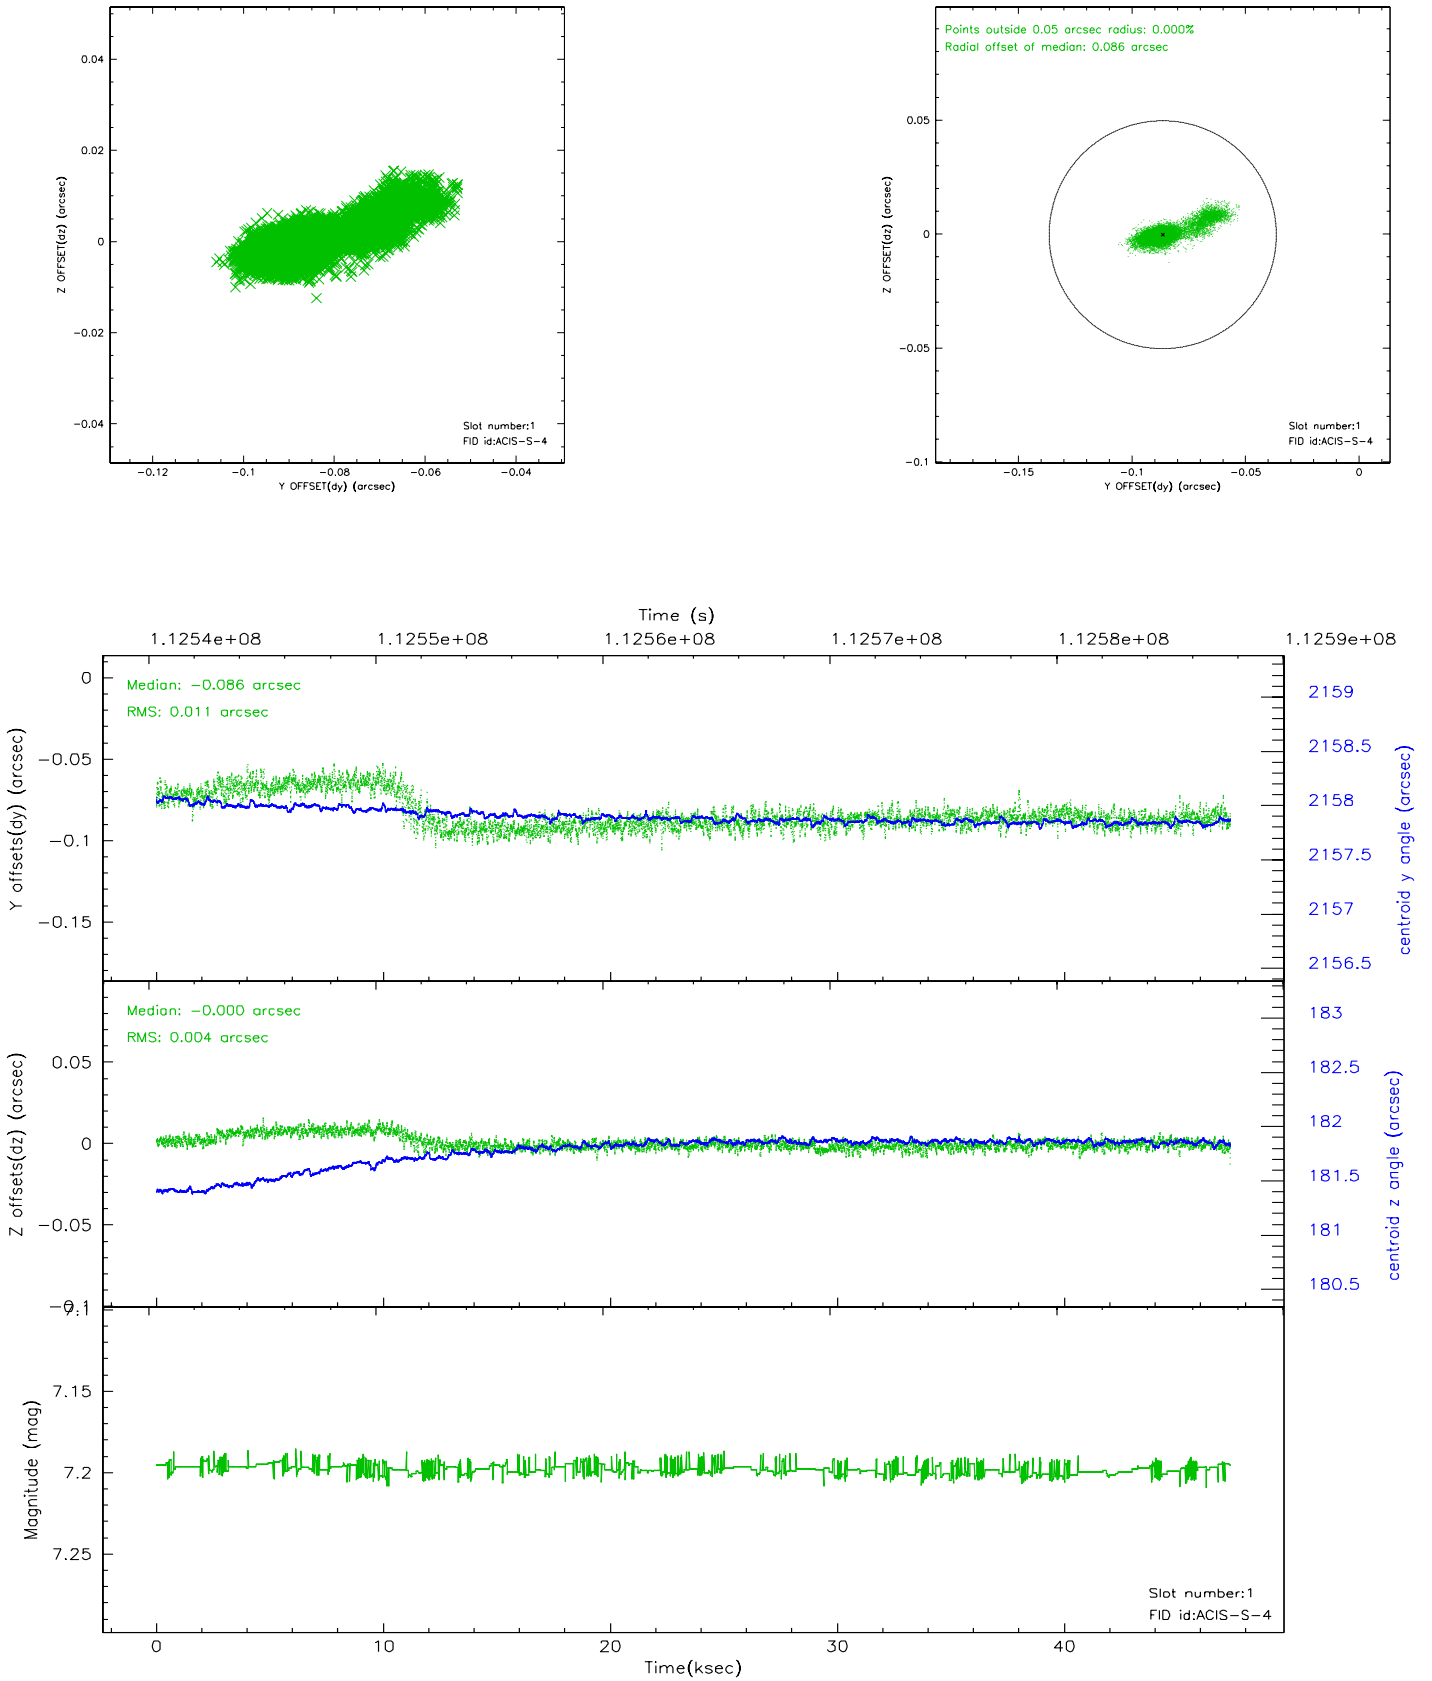 0.04
0.02
0
-0.02
-0.04
Z OFFSET(dz) (arcsec)
Slot number:1
FID id:ACIS-S-4
-0.12 -0.1 -0.08 -0.06 -0.04
Y OFFSET(dy) (arcsec)
Points outside 0.05 arcsec radius: 0.000%
Radial offset of median: 0.086 arcsec
0.05
0
-0.05
-0.1
Z OFFSET(dz) (arcsec)
Slot number:1
FID id:ACIS-S-4
-0.15 -0.1 -0.05 0
Y OFFSET(dy) (arcsec)
Time (s)
1.1254e+08 1.1255e+08 1.1256e+08 1.1257e+08 1.1258e+08 1.1259e+08
Median: -0.086 arcsec
RMS: 0.011 arcsec
0
-0.05
-0.1
-0.15
Y offsets(dy) (arcsec)
2159
2158.5
2158
2157.5
2157
2156.5
centroid y angle (arcsec)
Median: -0.000 arcsec
RMS: 0.004 arcsec
0.05
0
-0.05
-0.1
Z offsets(dz) (arcsec)
183
182.5
182
181.5
181
180.5
centroid z angle (arcsec)
7.1
7.15
7.2
7.25
Magnitude (mag)
Slot number:1
FID id:ACIS-S-4
0 10 20 30 40
Time(ksec)